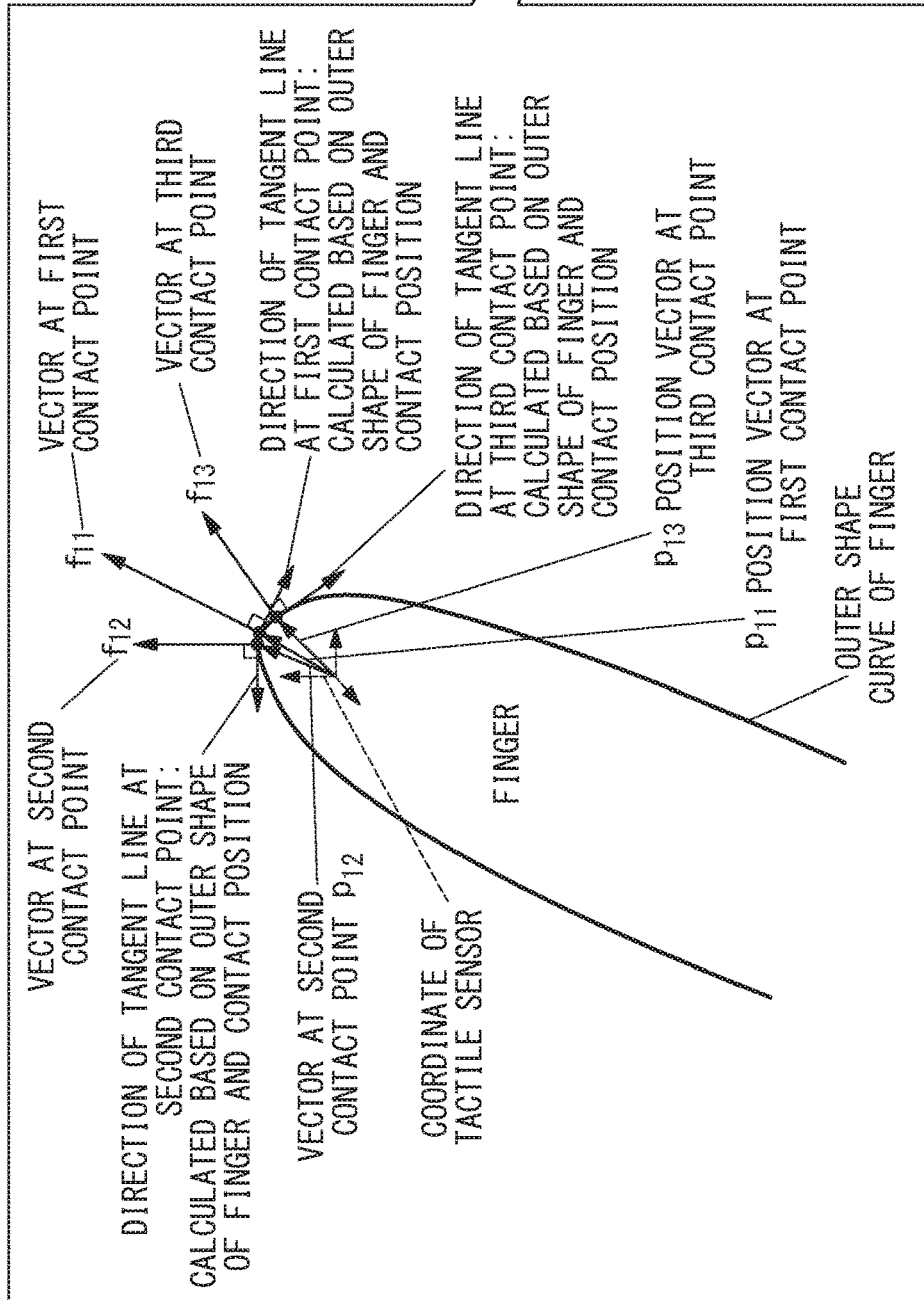 VECTOR AT SECOND
CONTACT POINT
f12
f11
VECTOR AT FIRST
CONTACT POINT
f13
VECTOR AT THIRD
CONTACT POINT
DIRECTION OF TANGENT LINE AT
SECOND CONTACT POINT:
CALCULATED BASED ON OUTER SHAPE
OF FINGER AND CONTACT POSITION
DIRECTION OF TANGENT LINE
AT FIRST CONTACT POINT:
CALCULATED BASED ON OUTER
SHAPE OF FINGER AND
CONTACT POSITION
VECTOR AT SECOND
CONTACT POINT p12
DIRECTION OF TANGENT LINE
AT THIRD CONTACT POINT:
CALCULATED BASED ON OUTER
SHAPE OF FINGER AND
CONTACT POSITION
COORDINATE OF
TACTILE SENSOR
FINGER
p13 POSITION VECTOR AT
THIRD CONTACT POINT
p11 POSITION VECTOR AT
FIRST CONTACT POINT
OUTER SHAPE
CURVE OF FINGER